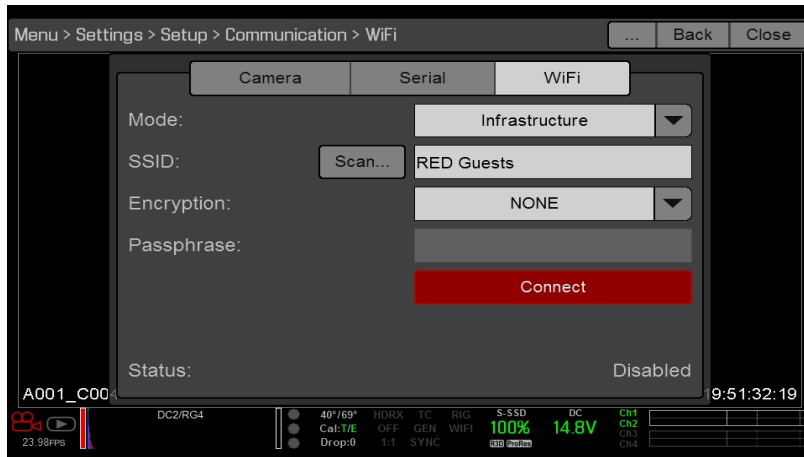 Menu > Settings > Setup > Communication > WiFi ... Back Close
Camera Serial WiFi
Mode: Infrastructure
SSID: Scan... RED Guests
Encryption: NONE
Passphrase:
Connect
Status: Disabled
A001_C00 19:51:32:19
DC2/RG4 40°/69° HDRX TC RIG S-SSD DC Ch1
Cal:T/E OFF GEN WIFI 100% 14.8V Ch2
23.98FPS Drop:0 1:1 SYNC R3D ProRes Ch3
Ch4